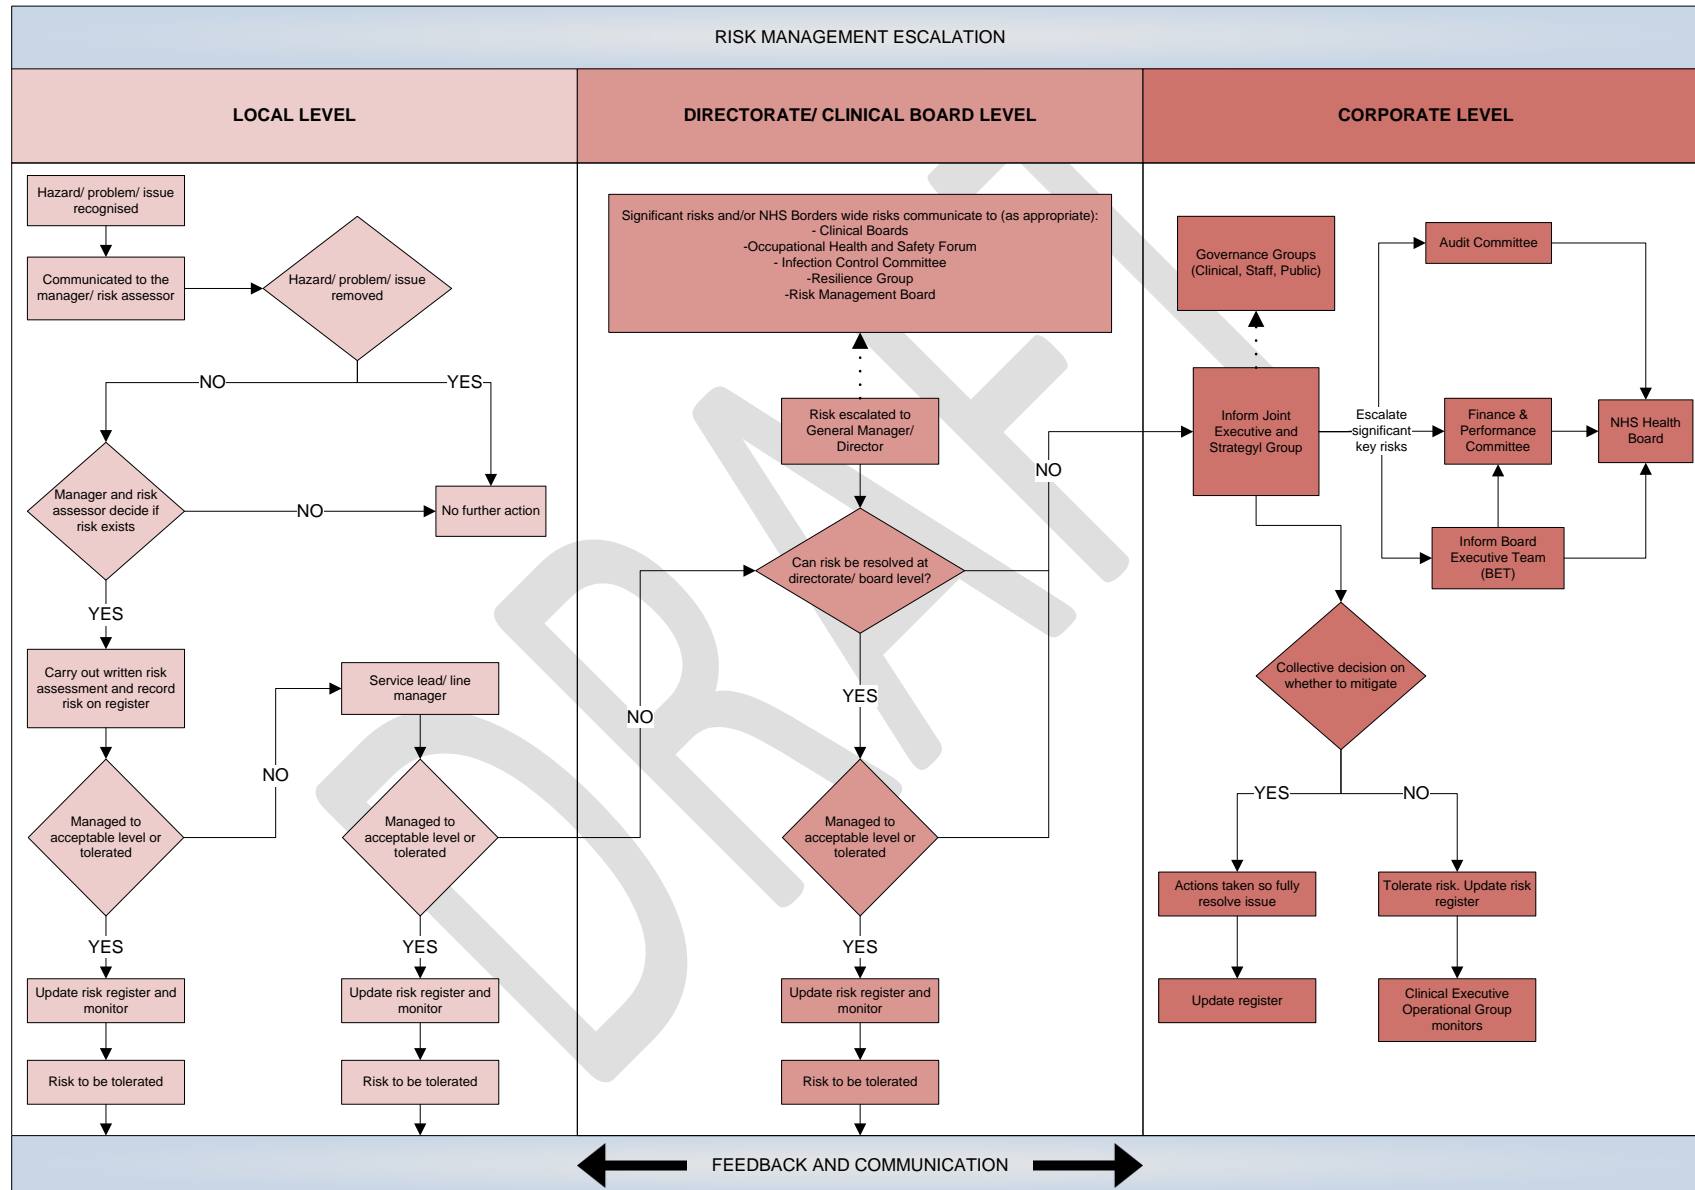 RISK MANAGEMENT ESCALATION
LOCAL LEVEL
DIRECTORATE/ CLINICAL BOARD LEVEL
CORPORATE LEVEL
DRAFT
Hazard/ problem/ issue
recognised
Communicated to the
manager/ risk assessor
Hazard/ problem/ issue
removed
NO
YES
Manager and risk
assessor decide if
risk exists
NO
No further action
YES
Carry out written risk
assessment and record
risk on register
NO
Service lead/ line
manager
Managed to
acceptable level or
tolerated
Managed to
acceptable level or
tolerated
YES
YES
Update risk register and
monitor
Update risk register and
monitor
Risk to be tolerated
Risk to be tolerated
NO
Significant risks and/or NHS Borders wide risks communicate to (as appropriate):
- Clinical Boards
-Occupational Health and Safety Forum
- Infection Control Committee
-Resilience Group
-Risk Management Board
Risk escalated to
General Manager/
Director
NO
Can risk be resolved at
directorate/ board level?
YES
Managed to
acceptable level or
tolerated
YES
Update risk register and
monitor
Risk to be tolerated
Governance Groups
(Clinical, Staff, Public)
Audit Committee
Inform Joint
Executive and
Strategyl Group
Escalate
significant
key risks
Finance &
Performance
Committee
NHS Health
Board
Inform Board
Executive Team
(BET)
Collective decision on
whether to mitigate
YES
NO
Actions taken so fully
resolve issue
Tolerate risk. Update risk
register
Update register
Clinical Executive
Operational Group
monitors
FEEDBACK AND COMMUNICATION